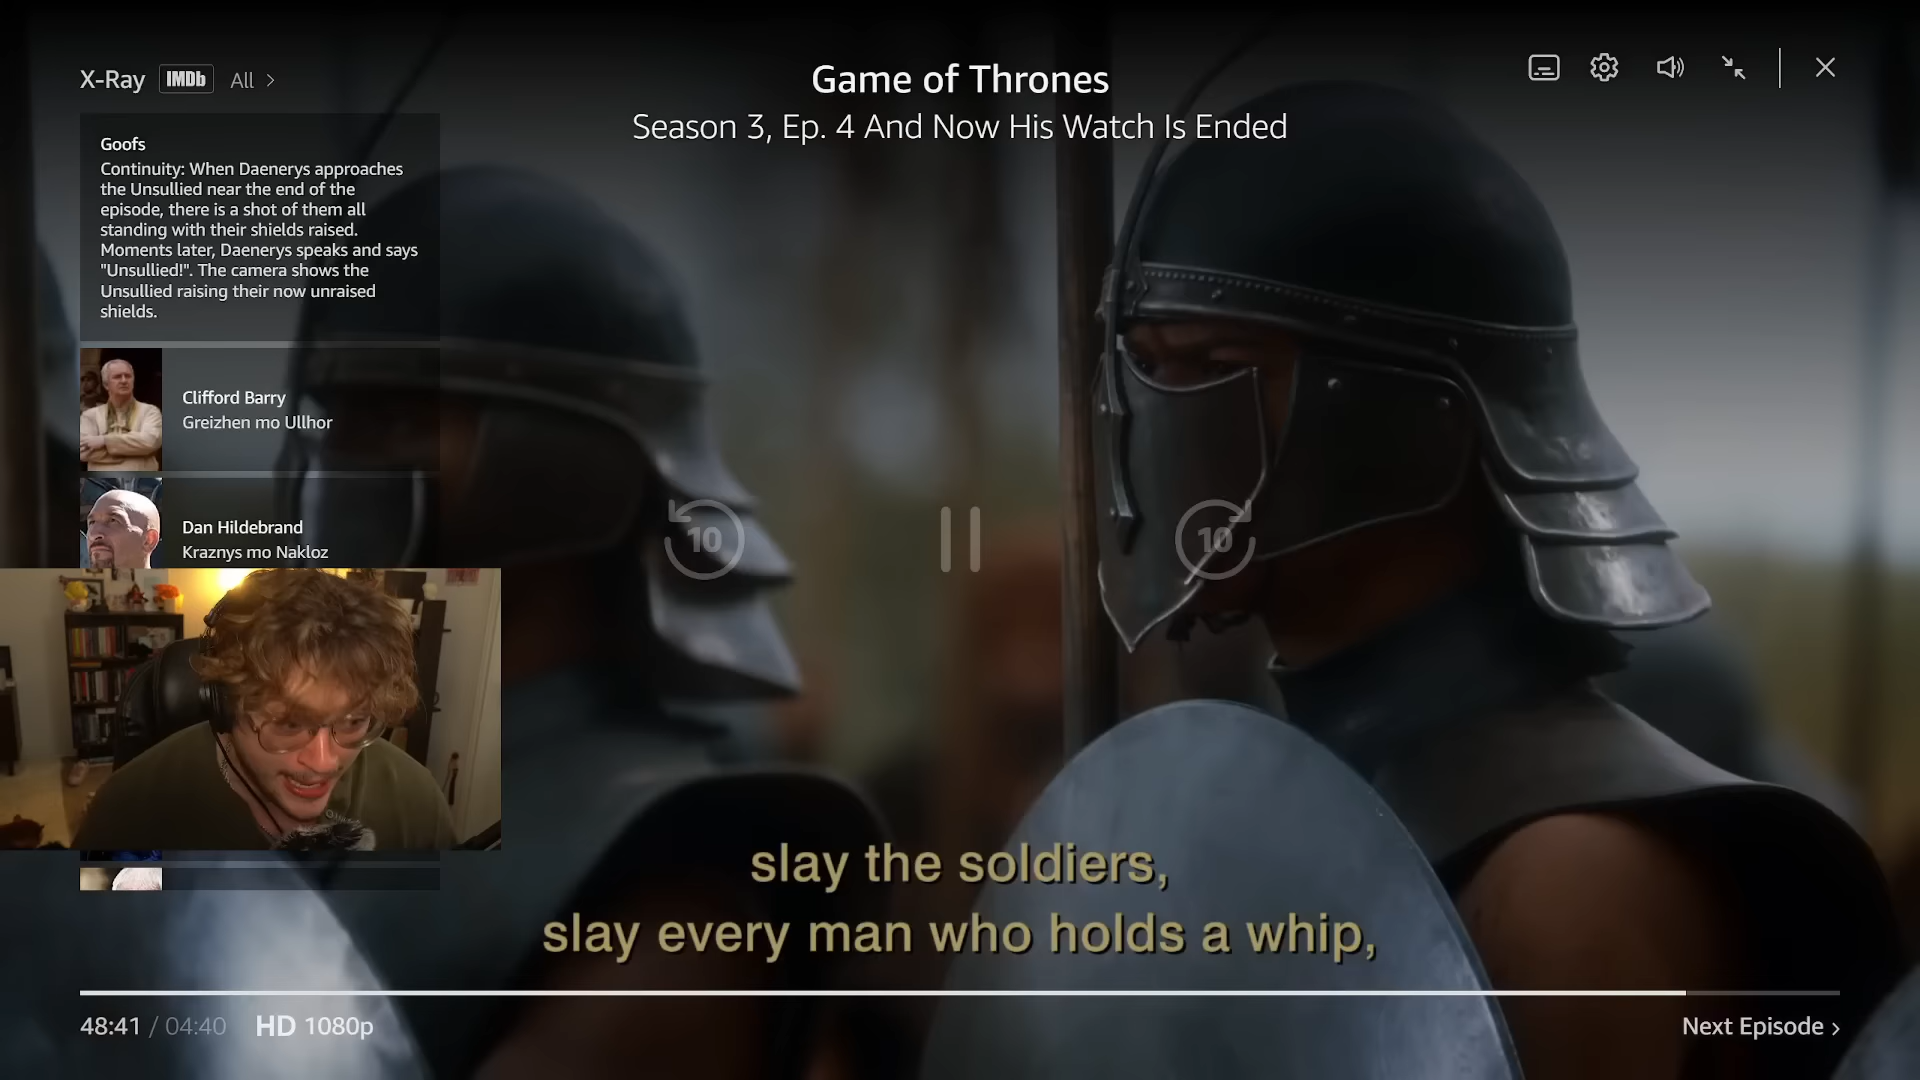 X-Ray IMDb All >
Game of Thrones
Season 3, Ep. 4 And Now His Watch Is Ended
Goofs
Continuity: When Daenerys approaches
the Unsullied near the end of the
episode, there is a shot of them all
standing with their shields raised.
Moments later, Daenerys speaks and says
"Unsullied!". The camera shows the
Unsullied raising their now unraised
shields.
Clifford Barry
Greizhen mo Ullhor
Dan Hildebrand
Kraznys mo Nakloz
10
10
slay the soldiers,
slay every man who holds a whip,
48:41 / 04:40 HD 1080p
Next Episode >